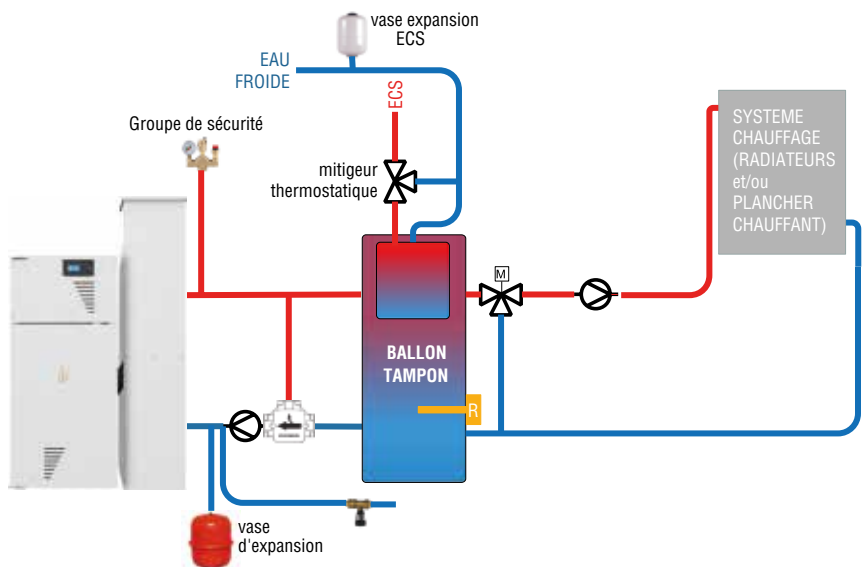 vase expansion
ECS
EAU
FROIDE
ECS
Groupe de sécurité
mitigeur
thermostatique
SYSTEME
CHAUFFAGE
(RADIATEURS
et/ou
PLANCHER
CHAUFFANT)
M
BALLON
TAMPON
R
vase
d'expansion